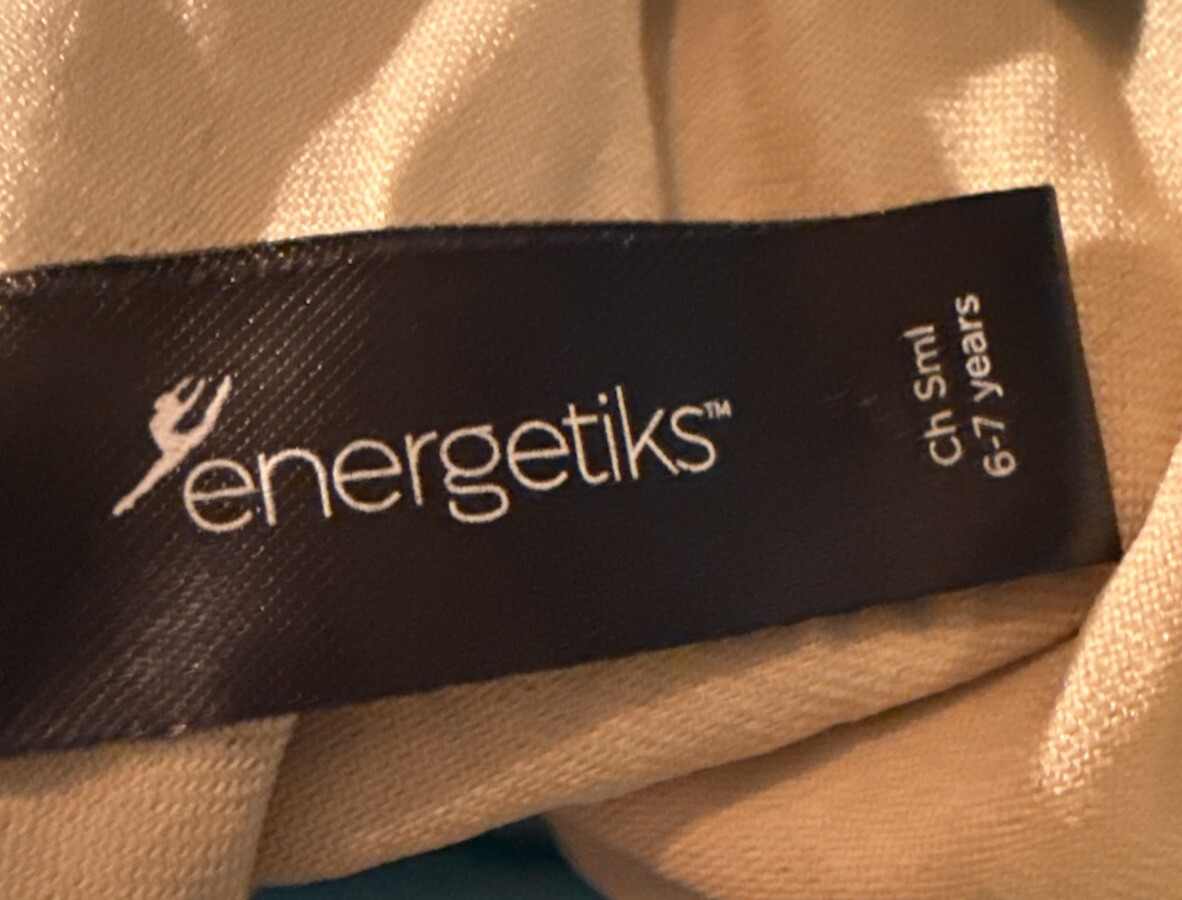 energetiks™
Ch Sml
6-7 years